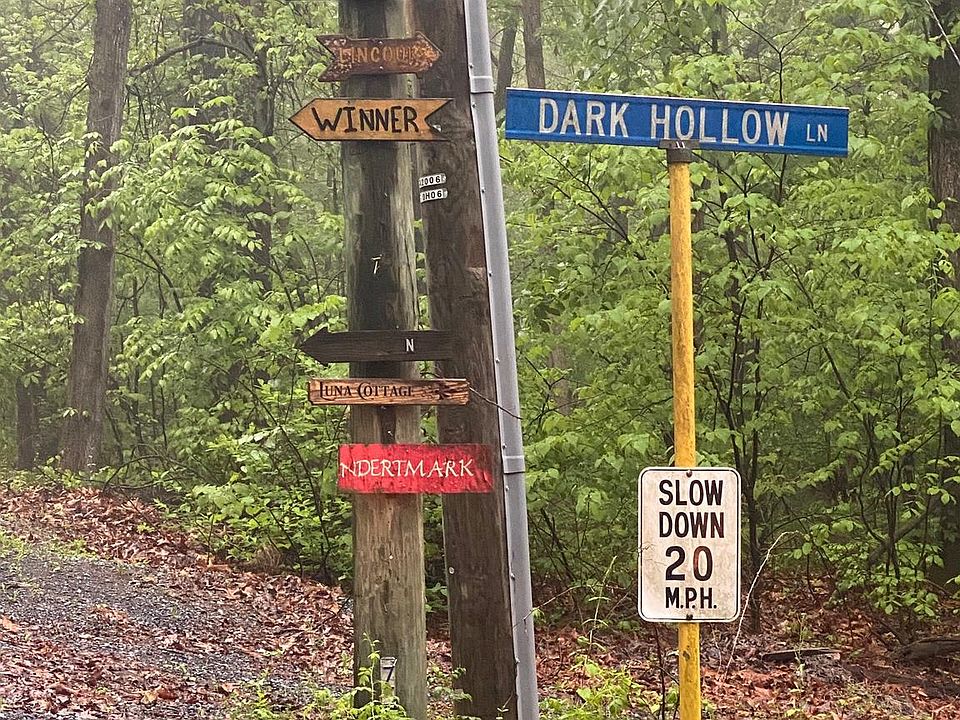 WINNER
DARK HOLLOW LN
N
LUNA COTTAGE
NDERTMARK
SLOW
DOWN
20
M.P.H.